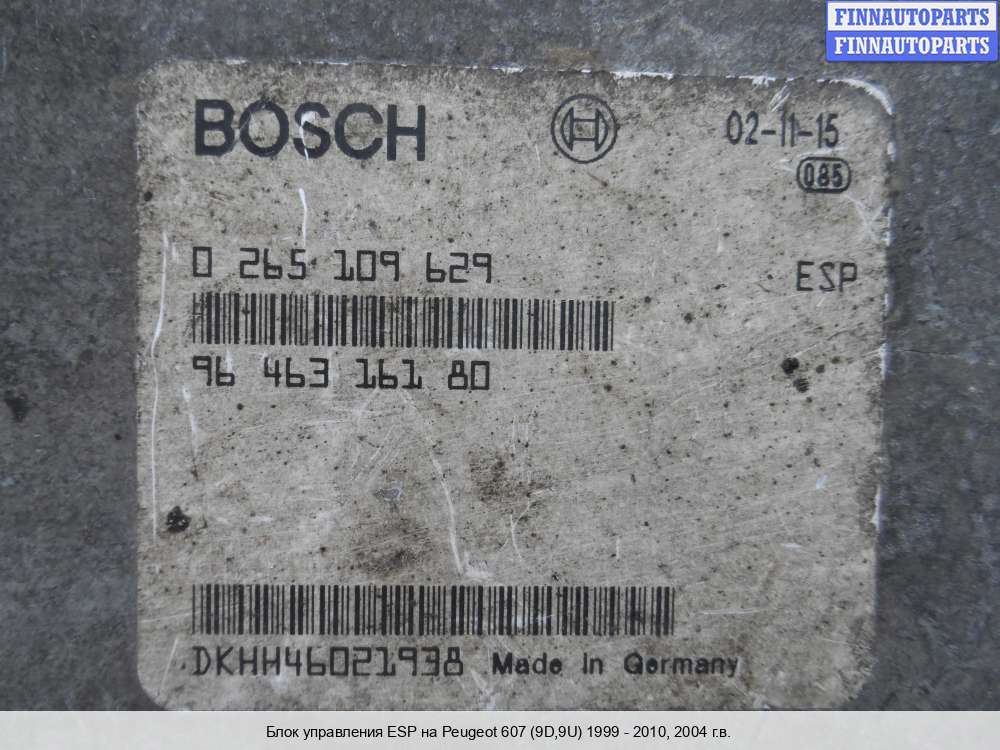 FINNAUTOPARTS
FINNAUTOPARTS
BOSCH
02-11-15
085
0 265 109 629
ESP
96 463 161 80
DKHH46021938 Made in Germany
Блок управления ESP на Peugeot 607 (9D,9U) 1999 - 2010, 2004 г.в.